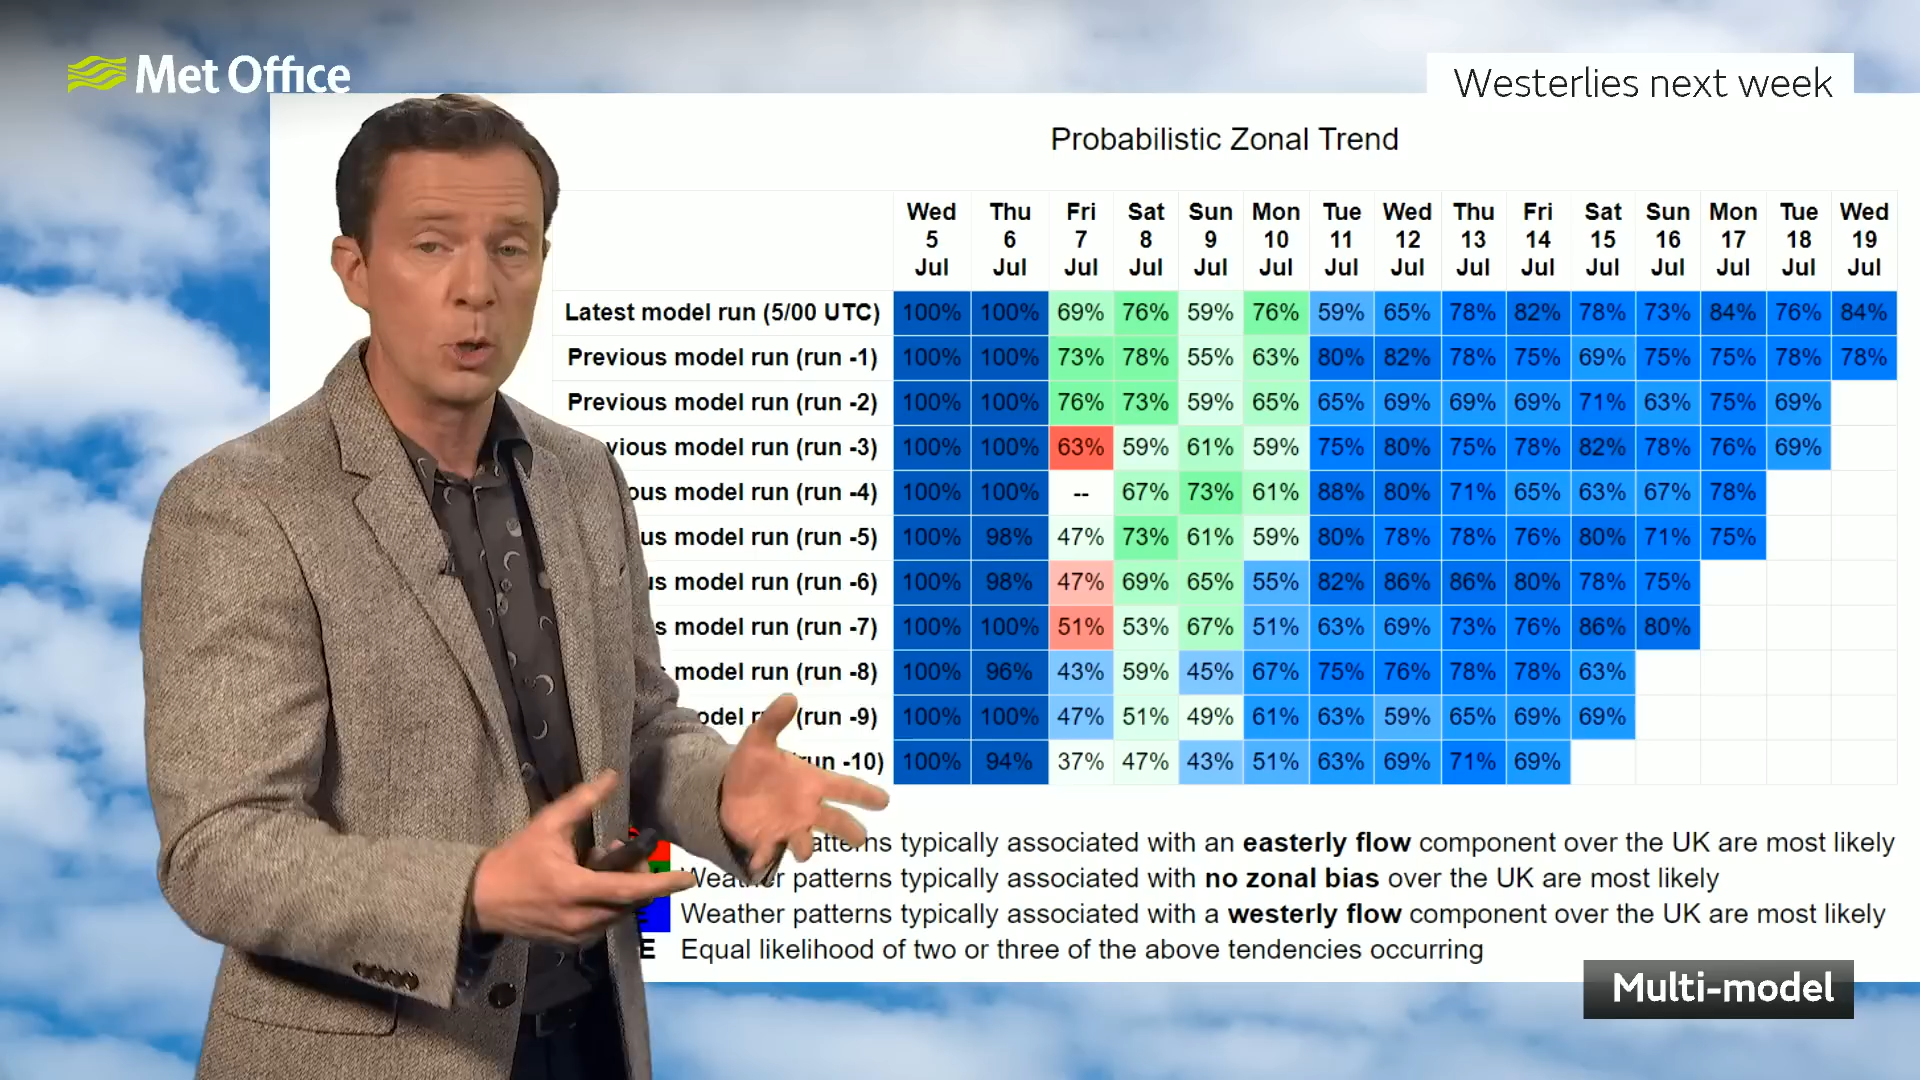 Met Office
Westerlies next week
Probabilistic Zonal Trend
Wed 5 Jul Thu 6 Jul Fri 7 Jul Sat 8 Jul Sun 9 Jul Mon 10 Jul Tue 11 Jul Wed 12 Jul Thu 13 Jul Fri 14 Jul Sat 15 Jul Sun 16 Jul Mon 17 Jul Tue 18 Jul Wed 19 Jul
Latest model run (5/00 UTC) 100% 100% 69% 76% 59% 76% 59% 65% 78% 82% 78% 73% 84% 76% 84%
Previous model run (run -1) 100% 100% 73% 78% 55% 63% 80% 82% 78% 75% 69% 75% 75% 78% 78%
Previous model run (run -2) 100% 100% 76% 73% 59% 65% 65% 69% 69% 69% 71% 63% 75% 69%
vious model run (run -3) 100% 100% 63% 59% 61% 59% 75% 80% 75% 78% 82% 78% 76% 69%
ous model run (run -4) 100% 100% -- 67% 73% 61% 88% 80% 71% 65% 63% 67% 78%
us model run (run -5) 100% 98% 47% 73% 61% 59% 80% 78% 78% 76% 80% 71% 75%
us model run (run -6) 100% 98% 47% 69% 65% 55% 82% 86% 86% 80% 78% 75%
s model run (run -7) 100% 100% 51% 53% 67% 51% 63% 69% 73% 76% 86% 80%
model run (run -8) 100% 96% 43% 59% 45% 67% 75% 76% 78% 78% 63%
odel r (run -9) 100% 100% 47% 51% 49% 61% 63% 59% 65% 69% 69%
run -10) 100% 94% 37% 47% 43% 51% 63% 69% 71% 69%
atterns typically associated with an easterly flow component over the UK are most likely
Weather patterns typically associated with no zonal bias over the UK are most likely
Weather patterns typically associated with a westerly flow component over the UK are most likely
E Equal likelihood of two or three of the above tendencies occurring
Multi-model